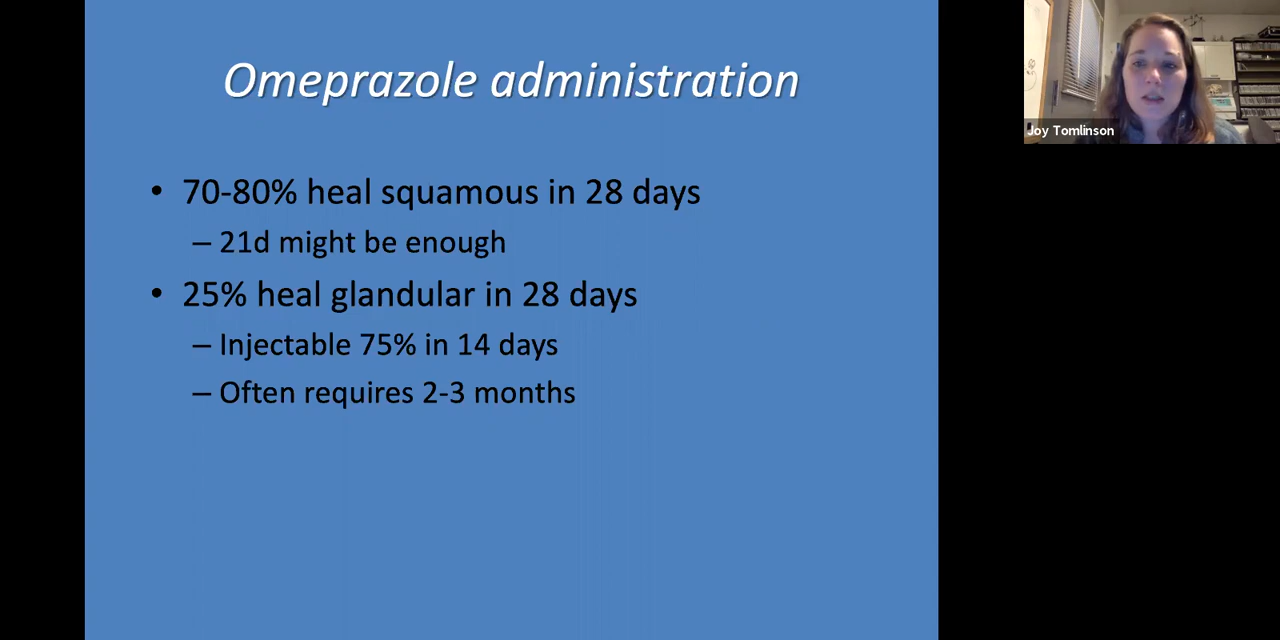 Omeprazole administration
• 70-80% heal squamous in 28 days
– 21d might be enough
• 25% heal glandular in 28 days
– Injectable 75% in 14 days
– Often requires 2-3 months
Joy Tomlinson